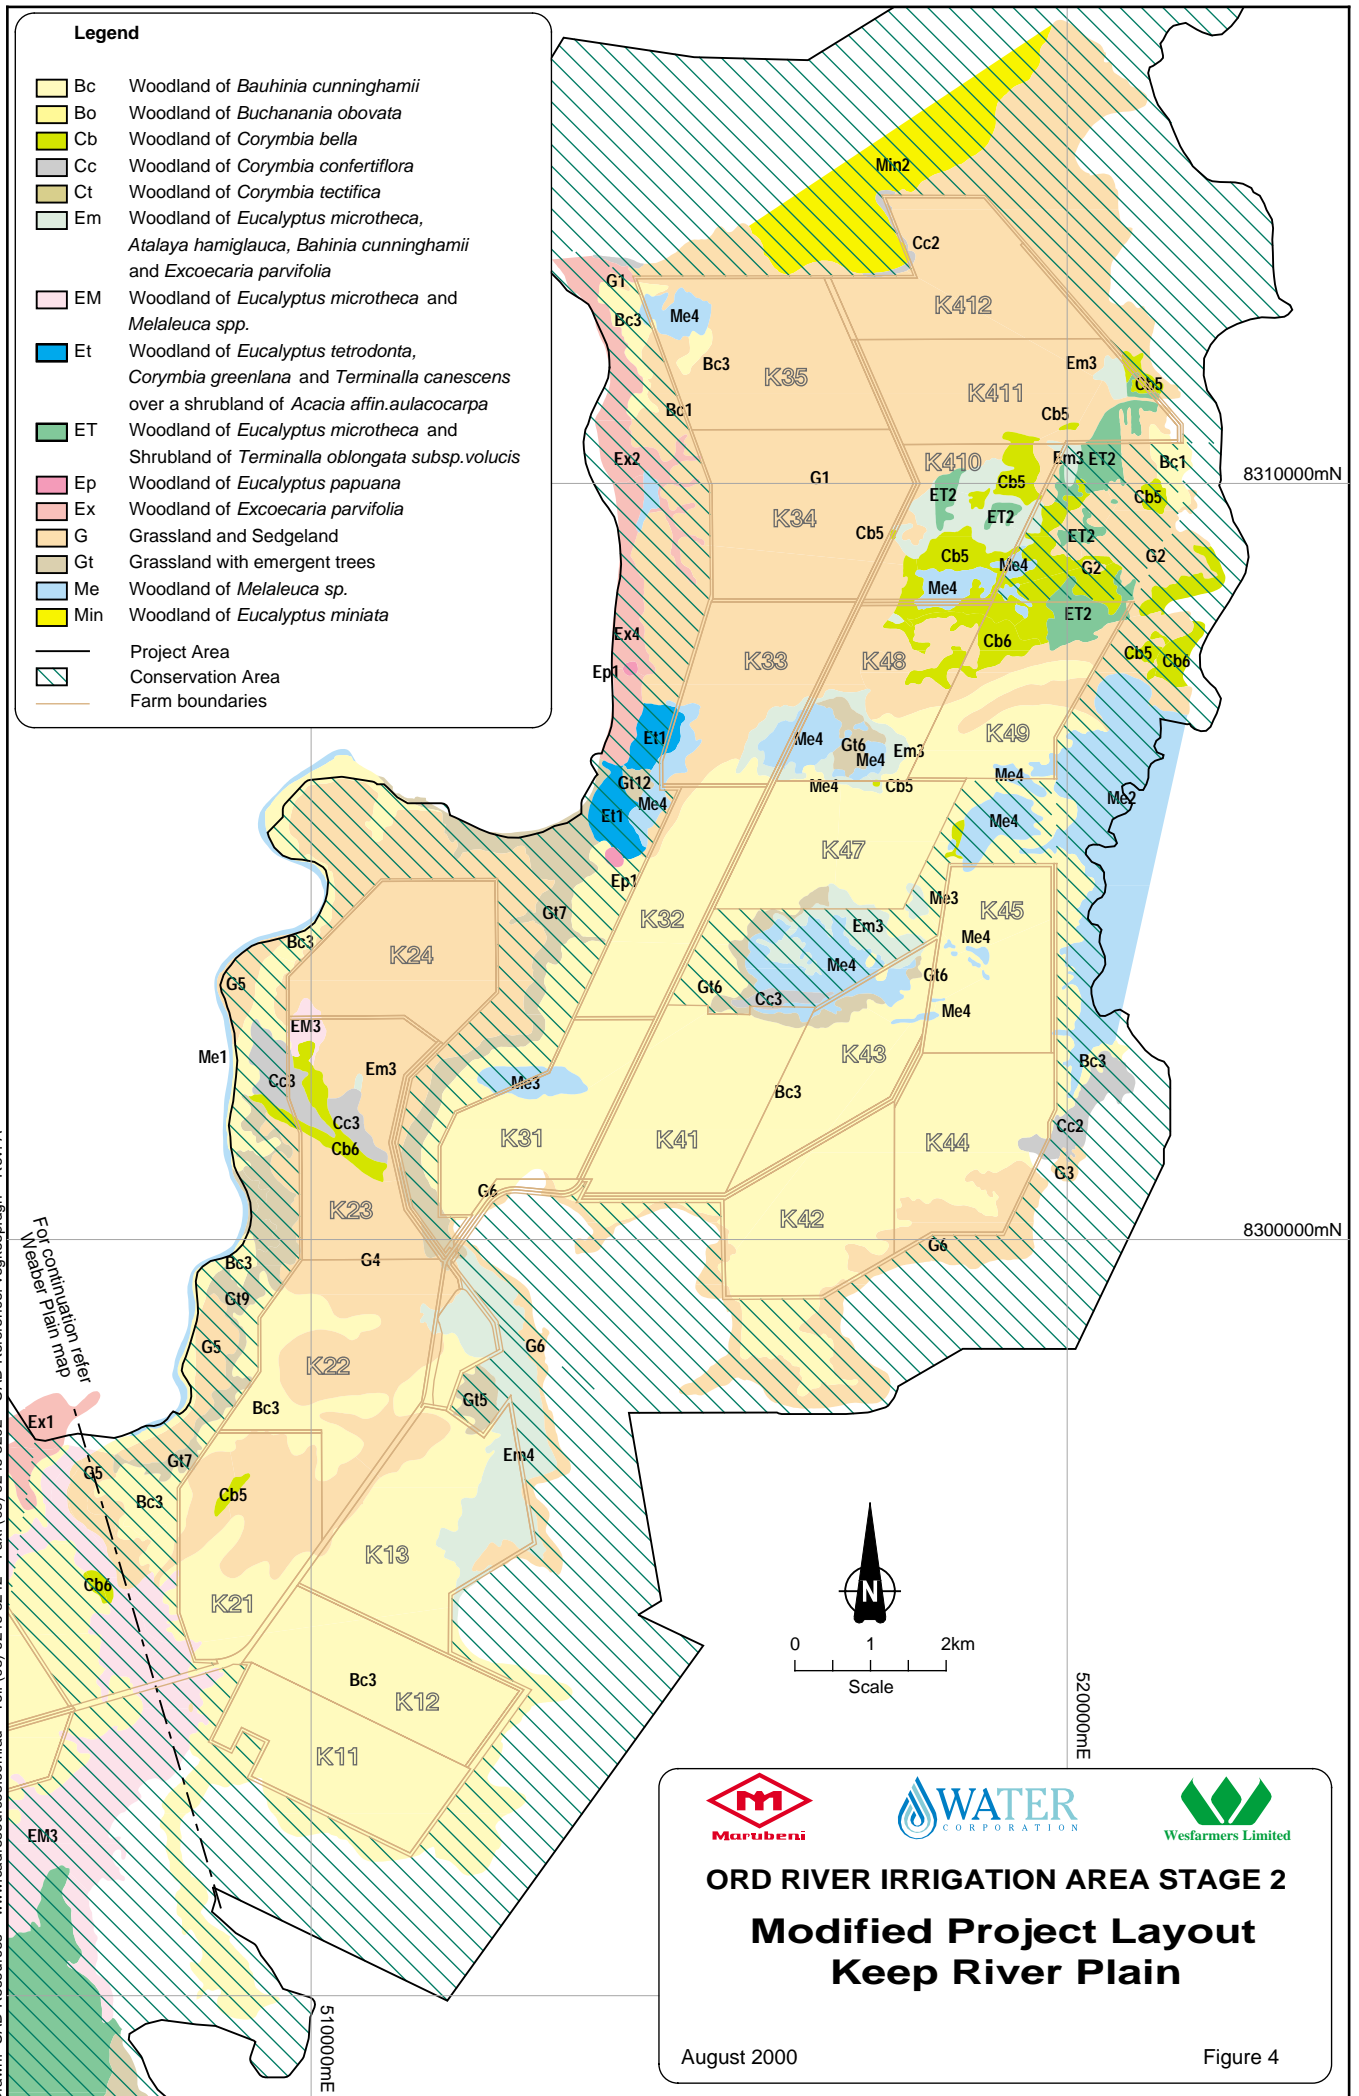 Legend
Bc Woodland of Bauhinia cunninghamii
Bo Woodland of Buchanania obovata
Cb Woodland of Corymbia bella
Cc Woodland of Corymbia confertiflora
Ct Woodland of Corymbia tectifica
Em Woodland of Eucalyptus microtheca,
Atalaya hamiglauca, Bahinia cunninghamii
and Excoecaria parvifolia
EM Woodland of Eucalyptus microtheca and
Melaleuca spp.
Et Woodland of Eucalyptus tetrodonta,
Corymbia greenlana and Terminalla canescens
over a shrubland of Acacia affin.aulacocarpa
ET Woodland of Eucalyptus microtheca and
Shrubland of Terminalla oblongata subsp.volucis
Ep Woodland of Eucalyptus papuana
Ex Woodland of Excoecaria parvifolia
G Grassland and Sedgeland
Gt Grassland with emergent trees
Me Woodland of Melaleuca sp.
Min Woodland of Eucalyptus miniata
Project Area
Conservation Area
Farm boundaries
Min2
Cc2
G1
K412
Bc3
Me4
Bc3
K35
Em3
Cb5
K411
Bc1
Cb5
Ex2
K410
Em3
ET2
Bc1
8310000mN
G1
Cb5
ET2
Cb5
K34
ET2
Cb5
ET2
Cb5
G2
Me4
G2
Me4
ET2
Ex4
Cb6
Cb5
Cb6
Ep1
K33
K48
Et1
Me4
Gt6
Em3
K49
Me4
Gt12
Me4
Me4
Cb5
Me2
Me4
Et1
Me4
K47
Ep1
Me3
K45
Gt7
K32
Em3
Me4
Bc3
K24
Me4
Gt6
G5
Gt6
Cc3
Me4
EM3
Me1
Em3
K43
Bc3
Cc3
Me3
Bc3
Cc3
Cc2
Cb6
K31
K41
K44
G3
G6
K23
K42
8300000mN
G6
Bc3
G4
For continuation refer
Weaber Plain map
Gt9
G5
G6
K22
Bc3
Gt5
Ex1
Em4
G5
Gt7
Bc3
Cb5
K13
Cb6
K21
N
0 1 2km
Scale
Bc3
K12
520000mE
K11
EM3
510000mE
Marubeni
WATER
CORPORATION
Wesfarmers Limited
ORD RIVER IRRIGATION AREA STAGE 2
Modified Project Layout
Keep River Plain
August 2000
Figure 4